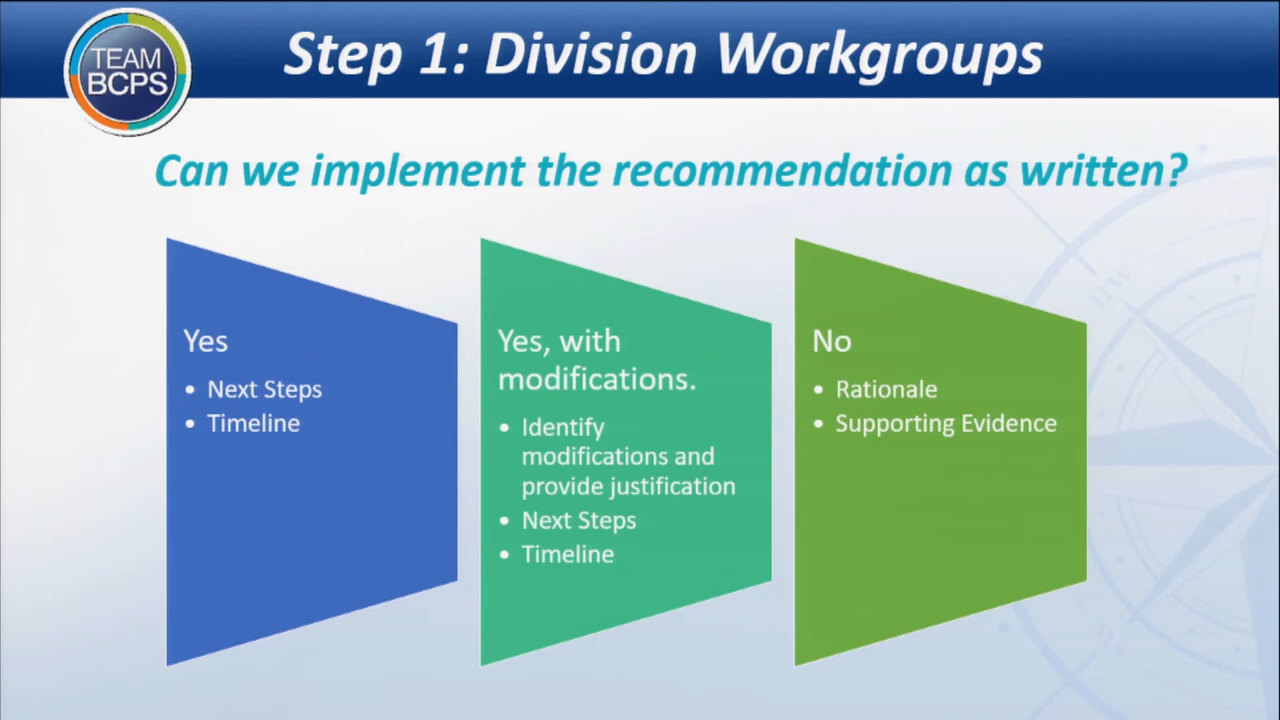 TEAM
BCPS
Step 1: Division Workgroups
Can we implement the recommendation as written?
Yes
• Next Steps
• Timeline
Yes, with
modifications.
• Identify
modifications and
provide justification
• Next Steps
• Timeline
No
• Rationale
• Supporting Evidence
NW